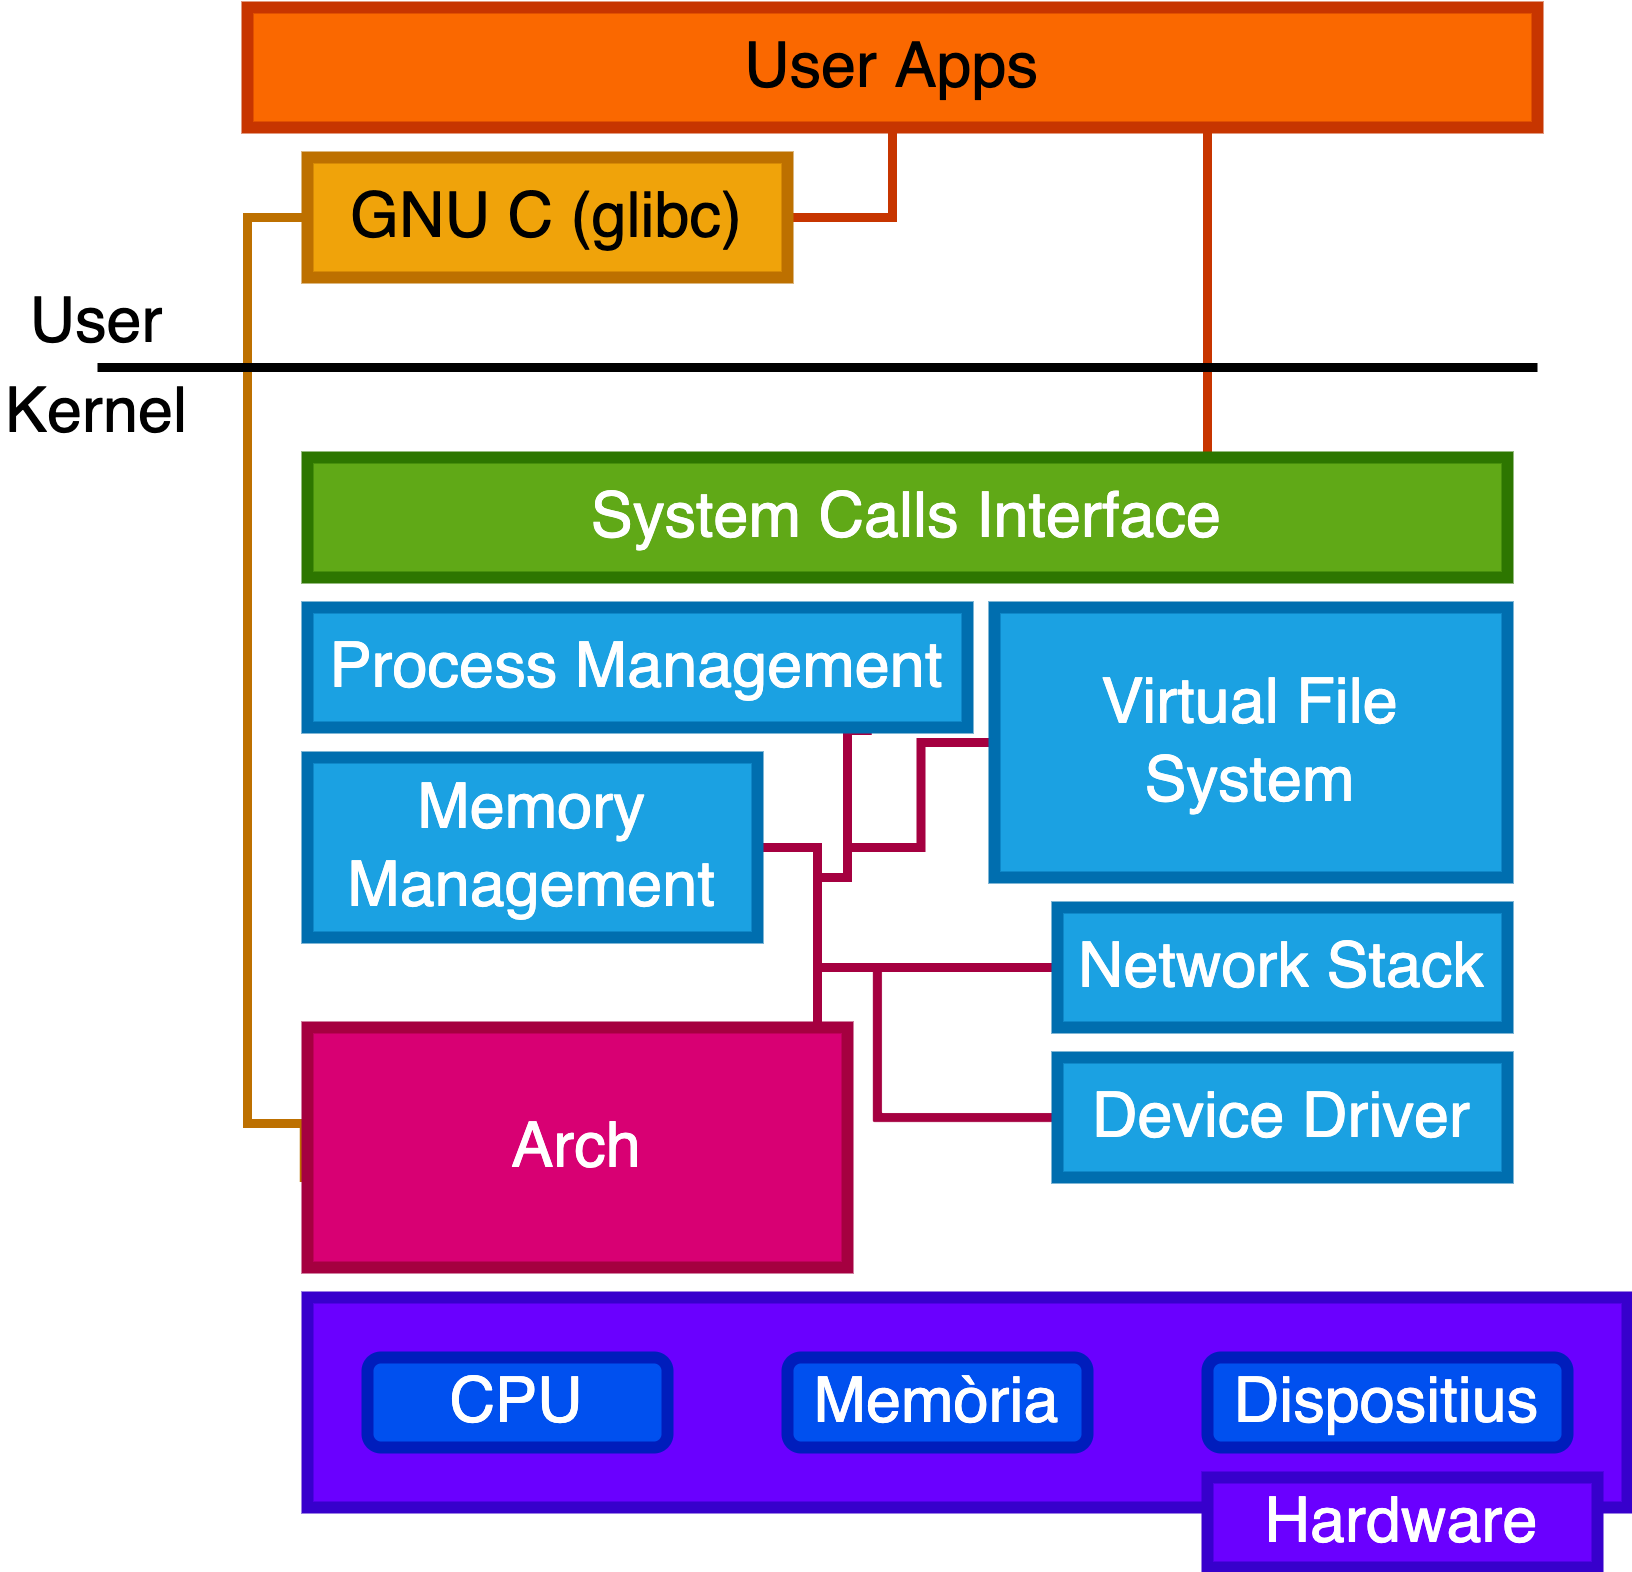 User Apps
GNU C (glibc)
User
Kernel
System Calls Interface
Process Management
Virtual File
System
Memory
Management
Network Stack
Device Driver
Arch
CPU
Memòria
Dispositius
Hardware